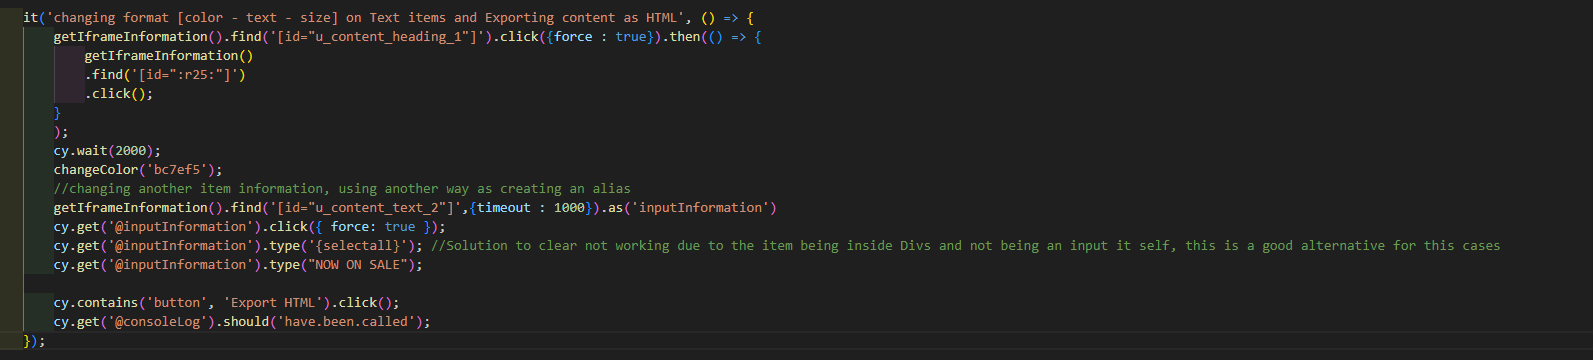 it('changing format [color - text - size] on Text items and Exporting content as HTML', () => {
    getIframeInformation().find('[id="u_content_heading_1"]').click({force : true}).then(() => {
        getIframeInformation()
        .find('[id=":r25:"]')
        .click();
    }
    );
    cy.wait(2000);
    changeColor('bc7ef5');
    //changing another item information, using another way as creating an alias
    getIframeInformation().find('[id="u_content_text_2"]',{timeout : 1000}).as('inputInformation')
    cy.get('@inputInformation').click({ force: true });
    cy.get('@inputInformation').type('{selectall}'); //Solution to clear not working due to the item being inside Divs and not being an input it self, this is a good alternative for this cases
    cy.get('@inputInformation').type("NOW ON SALE");

    cy.contains('button', 'Export HTML').click();
    cy.get('@consoleLog').should('have.been.called');
});